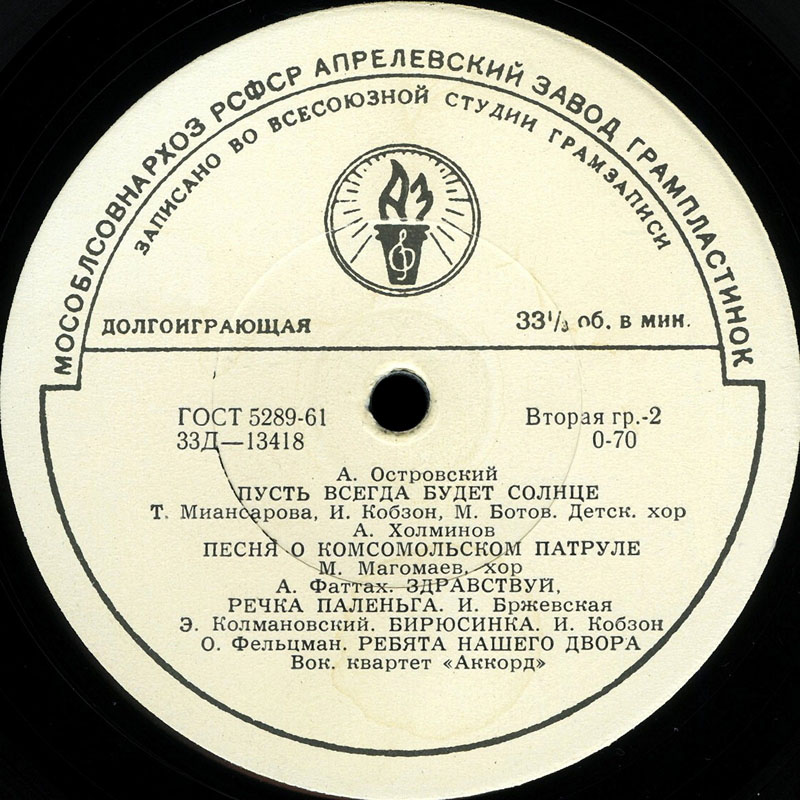 МОСОБЛСОВНАРХОЗ РСФСР АПРЕЛЕВСКИЙ ЗАВОД ГРАМПЛАСТИНОК
ЗАПИСАНО ВО ВСЕСОЮЗНОЙ СТУДИИ ГРАМЗАПИСИ
АЗ
ДОЛГОИГРАЮЩАЯ
33⅓ об. в мин.
ГОСТ 5289-61
Вторая гр.-2
33Д—13418
0-70
А. Островский
ПУСТЬ ВСЕГДА БУДЕТ СОЛНЦЕ
Т. Миансарова, И. Кобзон, М. Ботов. Детск. хор
А. Холминов
ПЕСНЯ О КОМСОМОЛЬСКОМ ПАТРУЛЕ
М. Магомаев, хор
А. Фаттах. ЗДРАВСТВУЙ,
РЕЧКА ПАЛЕНЬГА. И. Бржевская
Э. Колмановский. БИРЮСИНКА. И. Кобзон
О. Фельцман. РЕБЯТА НАШЕГО ДВОРА
Вок. квартет «Аккорд»